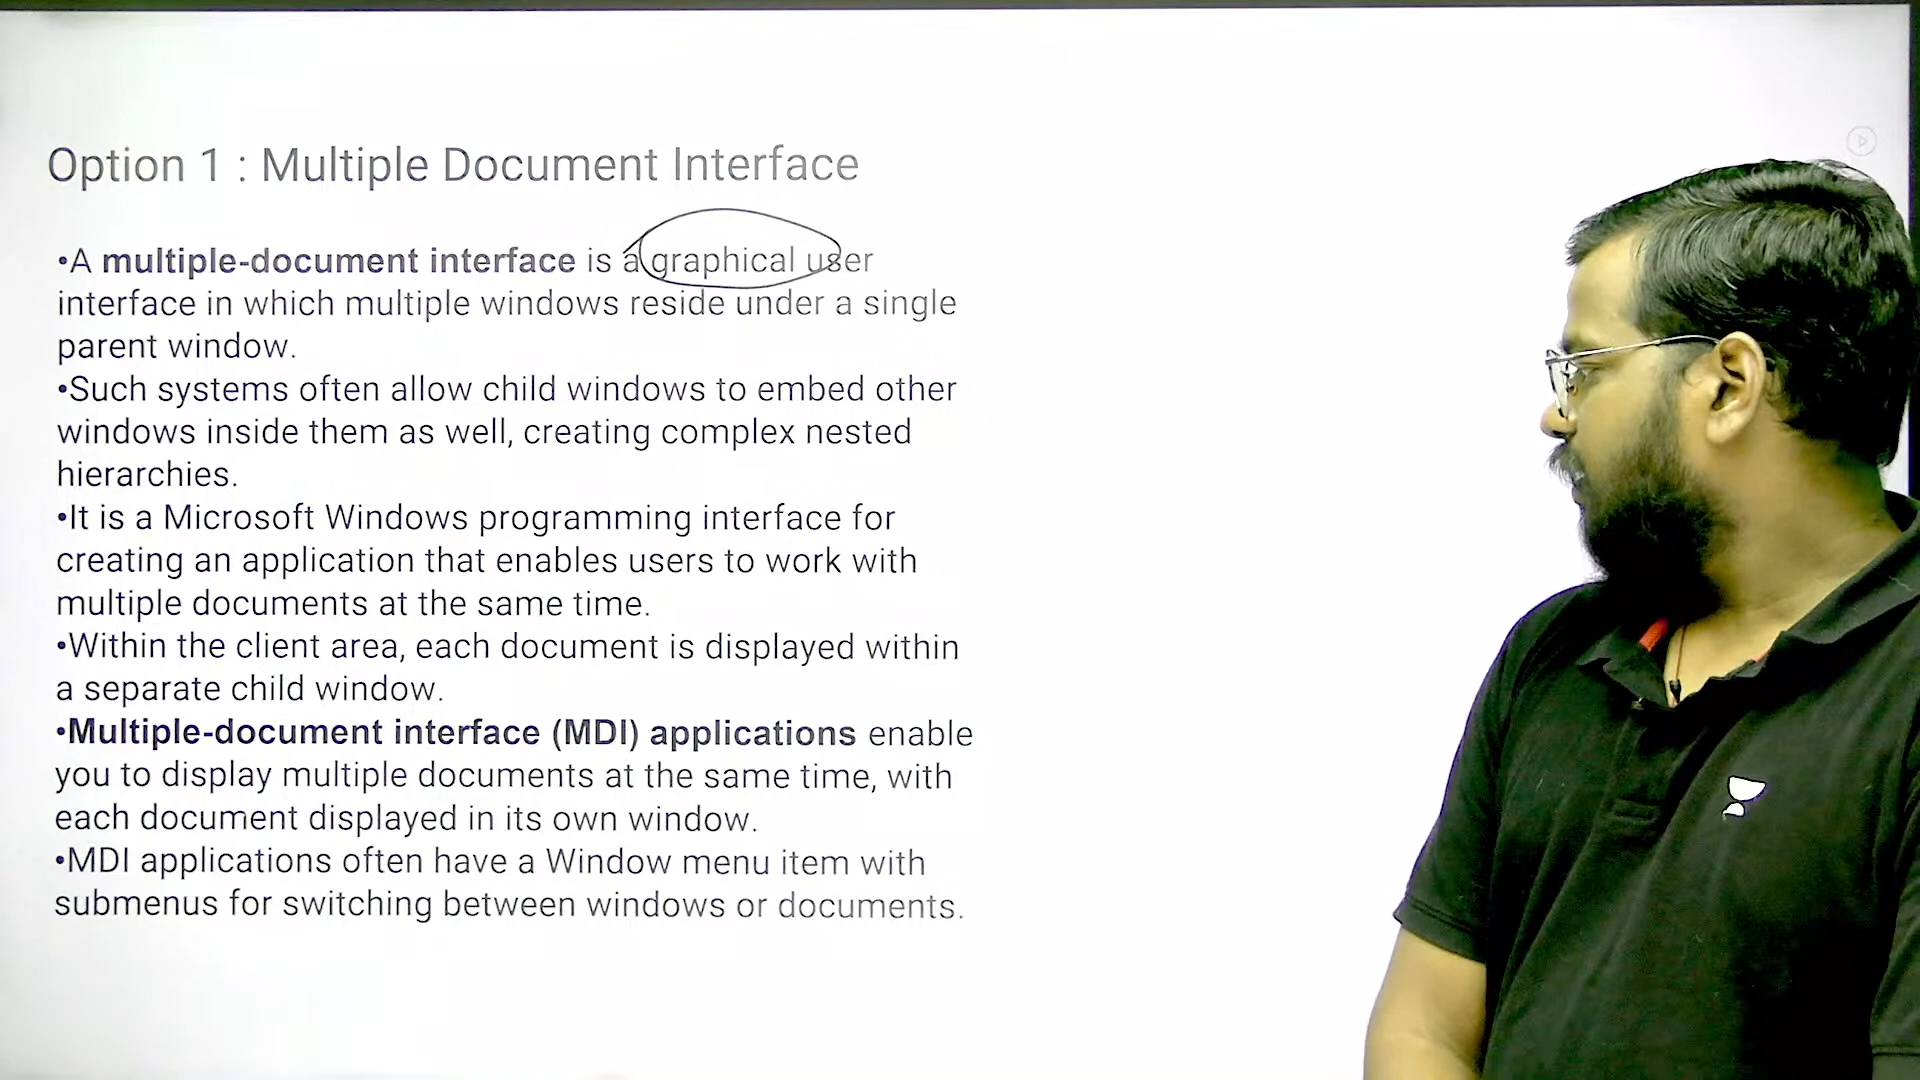 Option 1 : Multiple Document Interface
•A multiple-document interface is a graphical user
interface in which multiple windows reside under a single
parent window.
•Such systems often allow child windows to embed other
windows inside them as well, creating complex nested
hierarchies.
•It is a Microsoft Windows programming interface for
creating an application that enables users to work with
multiple documents at the same time.
•Within the client area, each document is displayed within
a separate child window.
•Multiple-document interface (MDI) applications enable
you to display multiple documents at the same time, with
each document displayed in its own window.
•MDI applications often have a Window menu item with
submenus for switching between windows or documents.